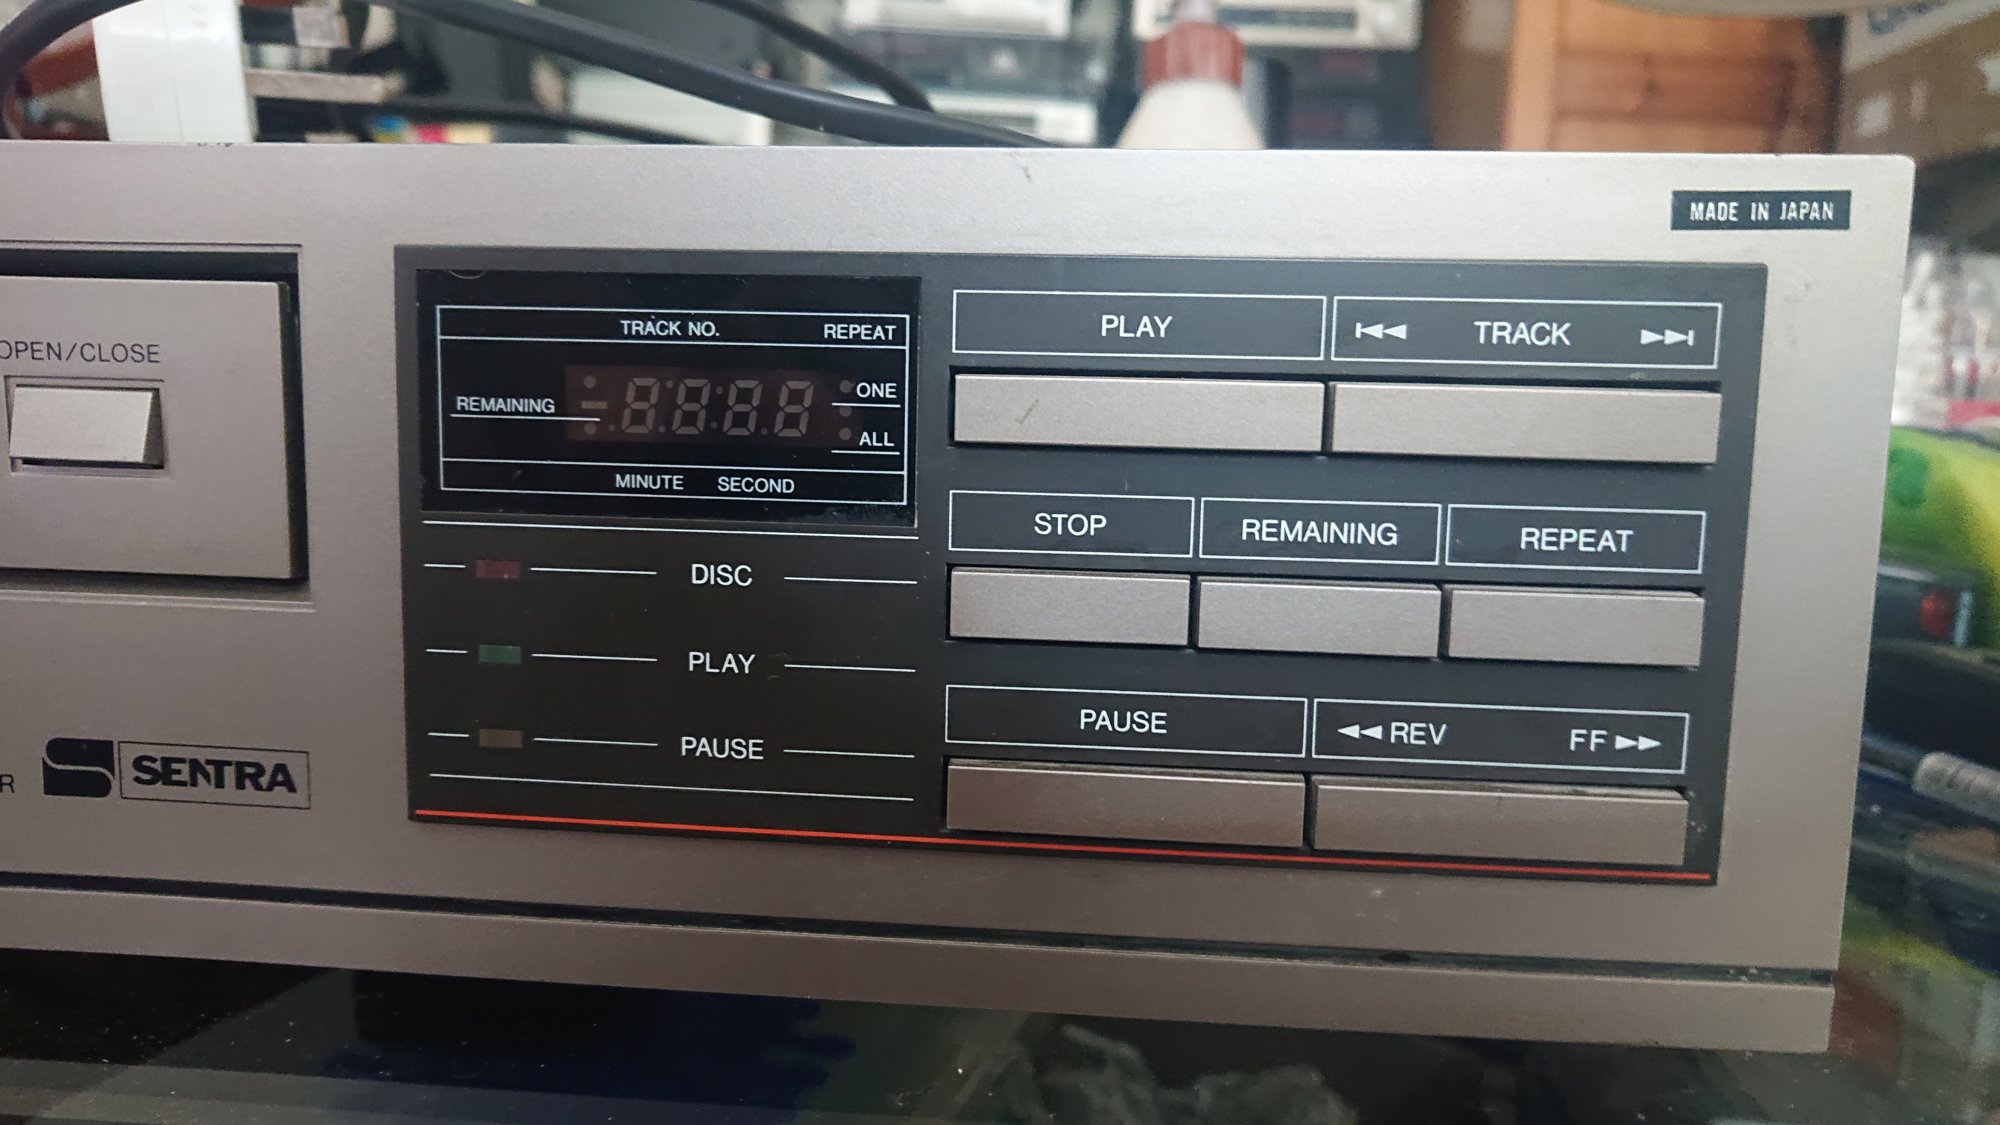 MADE IN JAPAN
OPEN/CLOSE
TRACK NO. REPEAT
REMAINING
8888
ONE
ALL
MINUTE SECOND
PLAY
⏮ TRACK ⏭
STOP
REMAINING
REPEAT
DISC
PLAY
PAUSE
PAUSE
◄◄ REV FF ►►
R
SENTRA